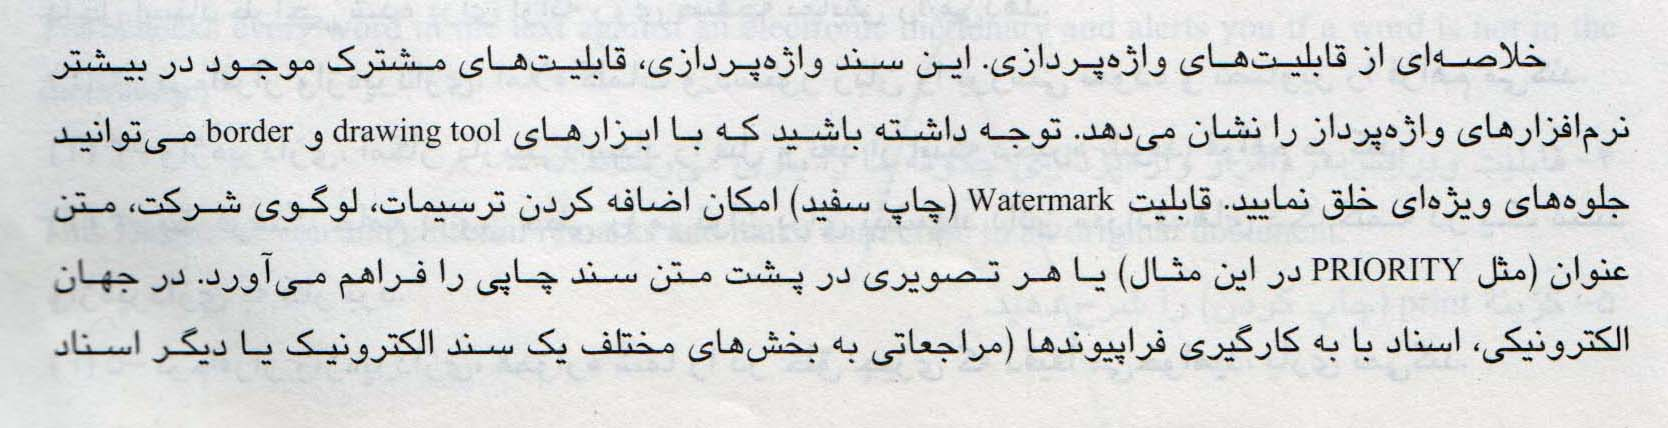 خلاصه‌ای از قابلیت‌های واژه‌پردازی. این سند واژه‌پردازی، قابلیت‌های مشترک موجود در بیشتر
نرم‌افزارهای واژه‌پرداز را نشان می‌دهد. توجه داشته باشید که با ابزارهای drawing tool و border می‌توانید
جلوه‌های ویژه‌ای خلق نمایید. قابلیت Watermark (چاپ سفید) امکان اضافه کردن ترسیمات، لوگوی شرکت، متن
عنوان (مثل PRIORITY در این مثال) یا هر تصویری در پشت متن سند چاپی را فراهم می‌آورد. در جهان
الکترونیکی، اسناد با به کارگیری فراپیوندها (مراجعاتی به بخش‌های مختلف یک سند الکترونیک یا دیگر اسناد